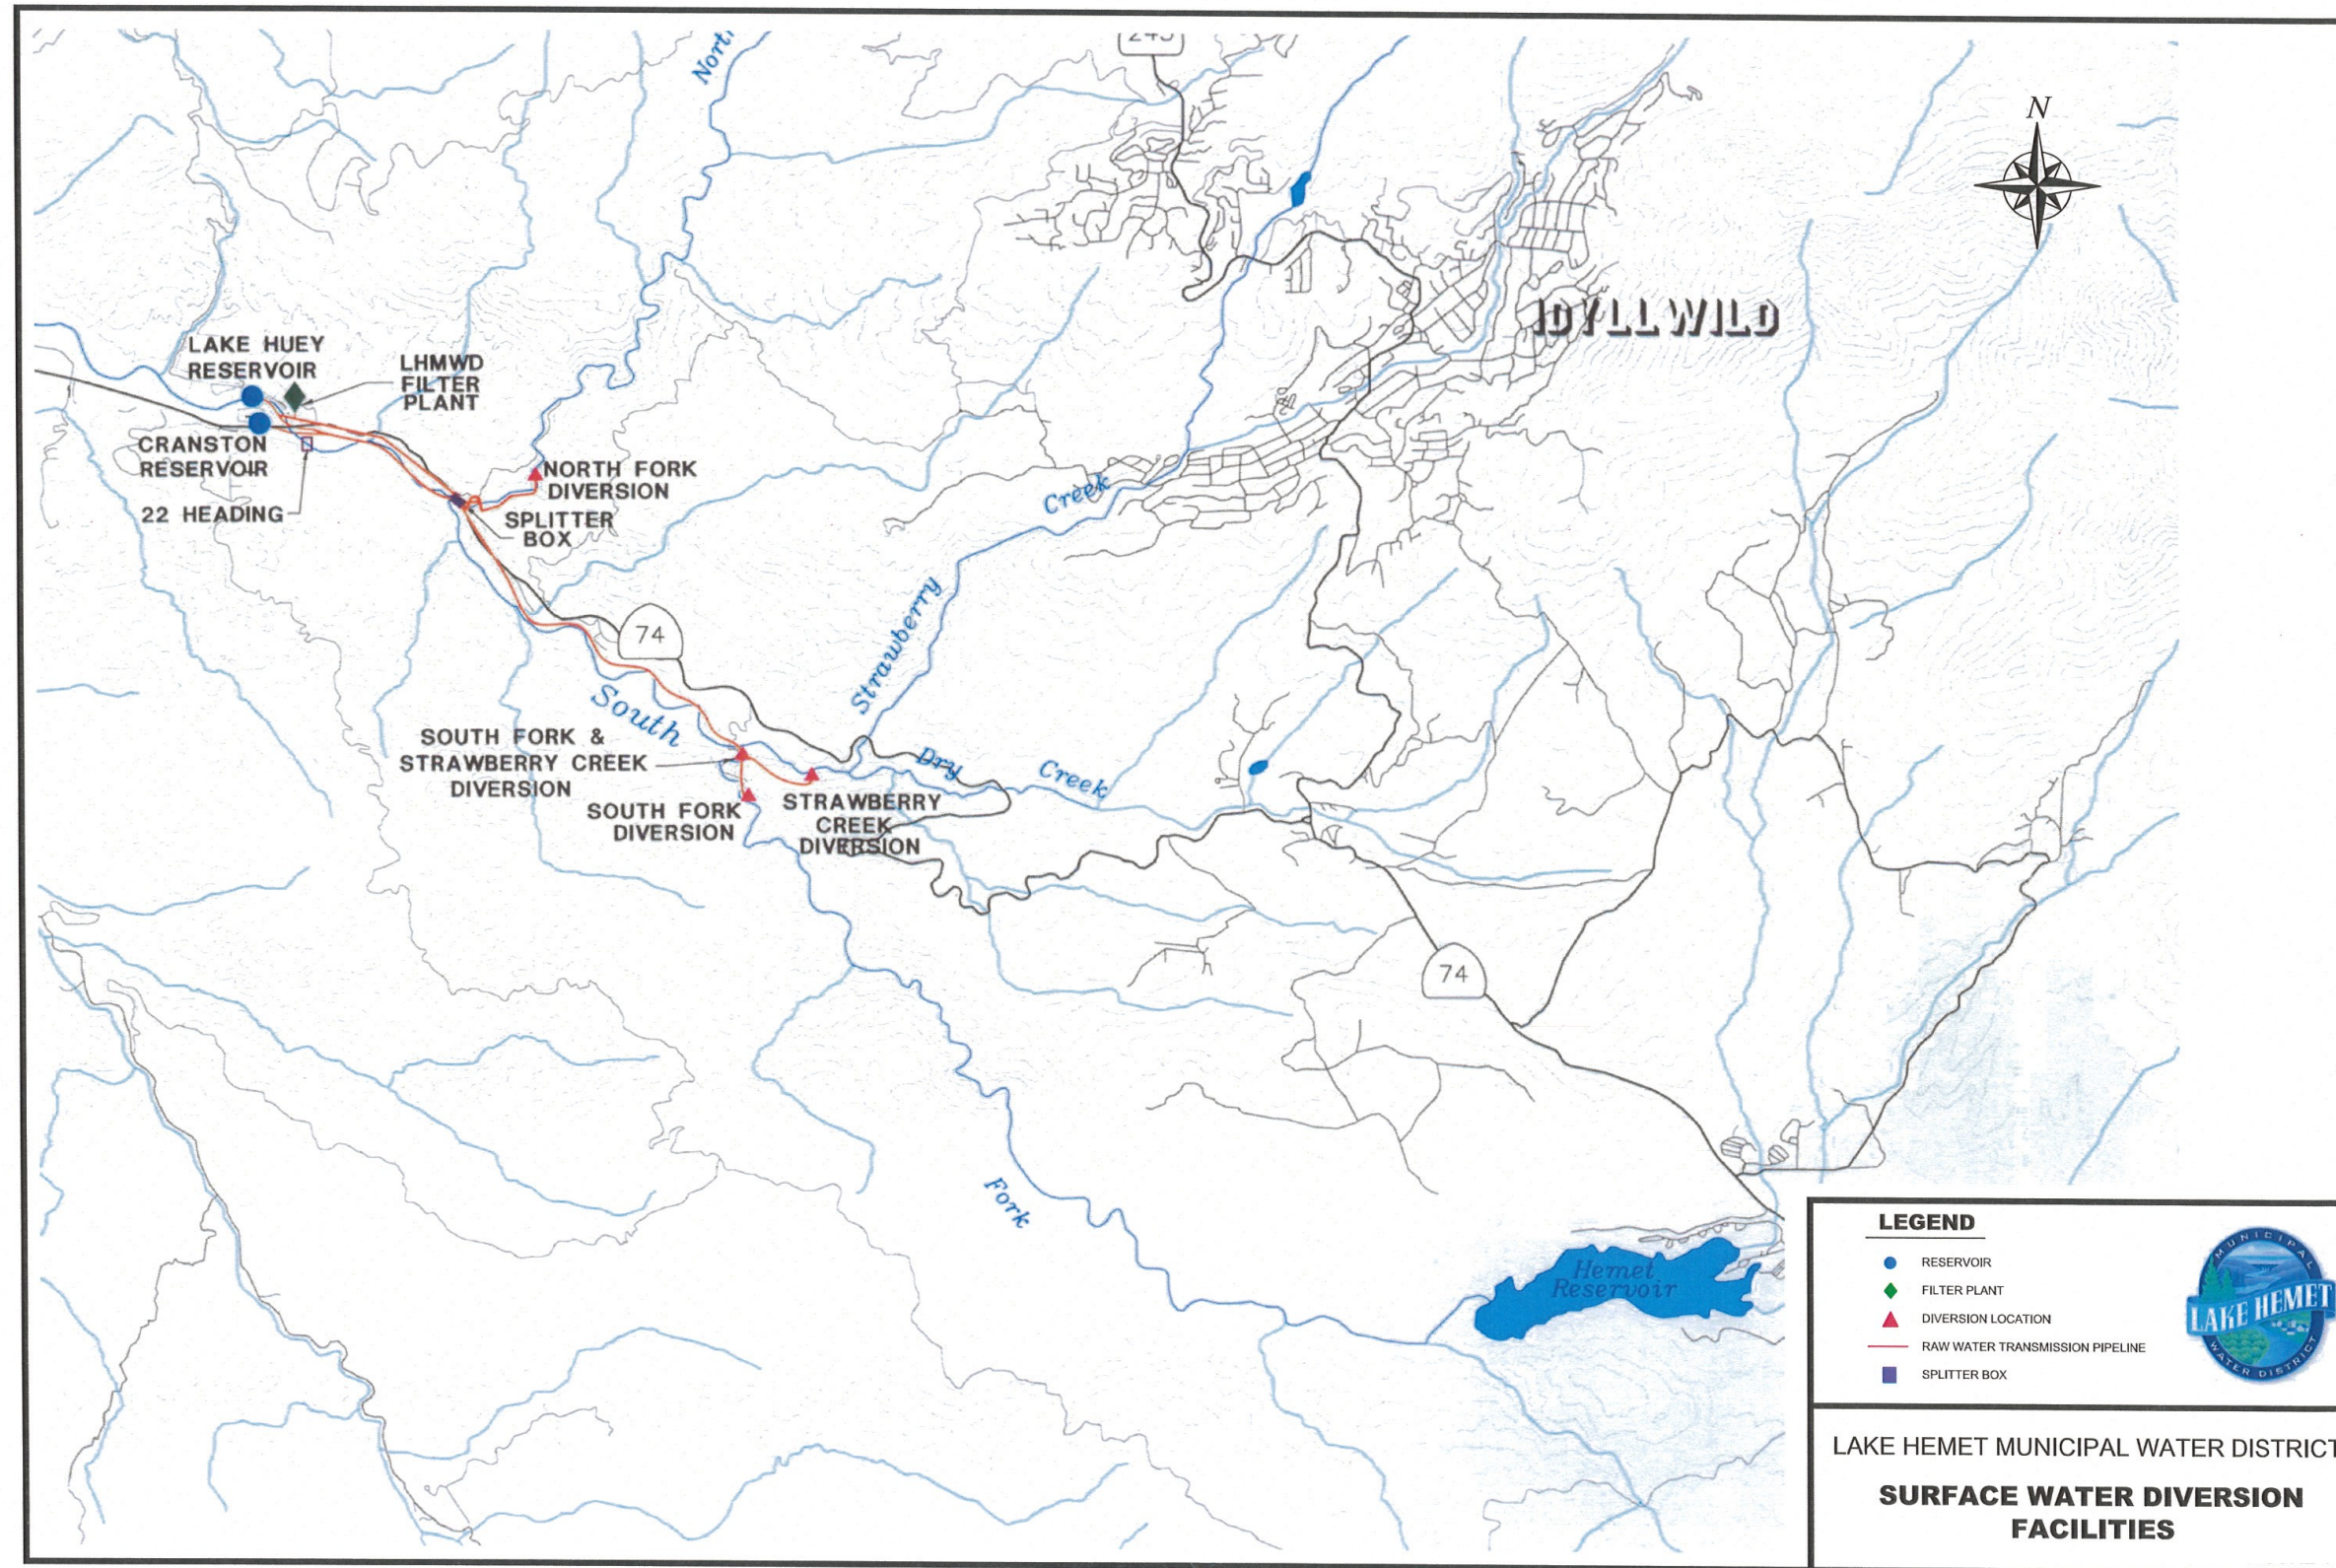 North
243
N
IDYLLWILD
LAKE HUEY
RESERVOIR
LHMWD
FILTER
PLANT
CRANSTON
RESERVOIR
22 HEADING
NORTH FORK
DIVERSION
SPLITTER
BOX
Creek
Strawberry
74
South
SOUTH FORK &
STRAWBERRY CREEK
DIVERSION
Dry
Creek
SOUTH FORK
DIVERSION
STRAWBERRY
CREEK
DIVERSION
74
Fork
Hemet
Reservoir
LEGEND
RESERVOIR
FILTER PLANT
DIVERSION LOCATION
RAW WATER TRANSMISSION PIPELINE
SPLITTER BOX
MUNICIPAL
LAKE HEMET
WATER DISTRICT
LAKE HEMET MUNICIPAL WATER DISTRICT
SURFACE WATER DIVERSION
FACILITIES